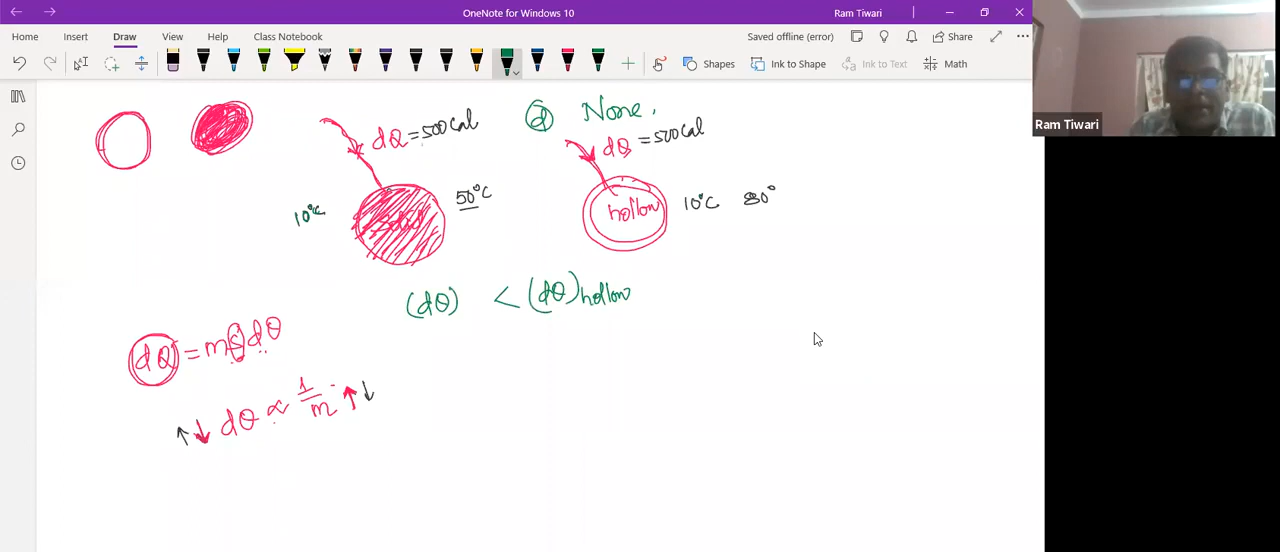 OneNote for Windows 10
Ram Tiwari
Home Insert Draw View Help Class Notebook
Saved offline (error)
Share
Shapes
Ink to Shape
Ink to Text
Math
Ram Tiwari
ⓓ None.
dQ = 500 Cal
dQ = 500 Cal
10°C
Solid
50°C
hollow
10°C 80°
(dθ) < (dθ)hollow
dQ = msdθ
↑↓ dθ ∝ 1/m ↑↓